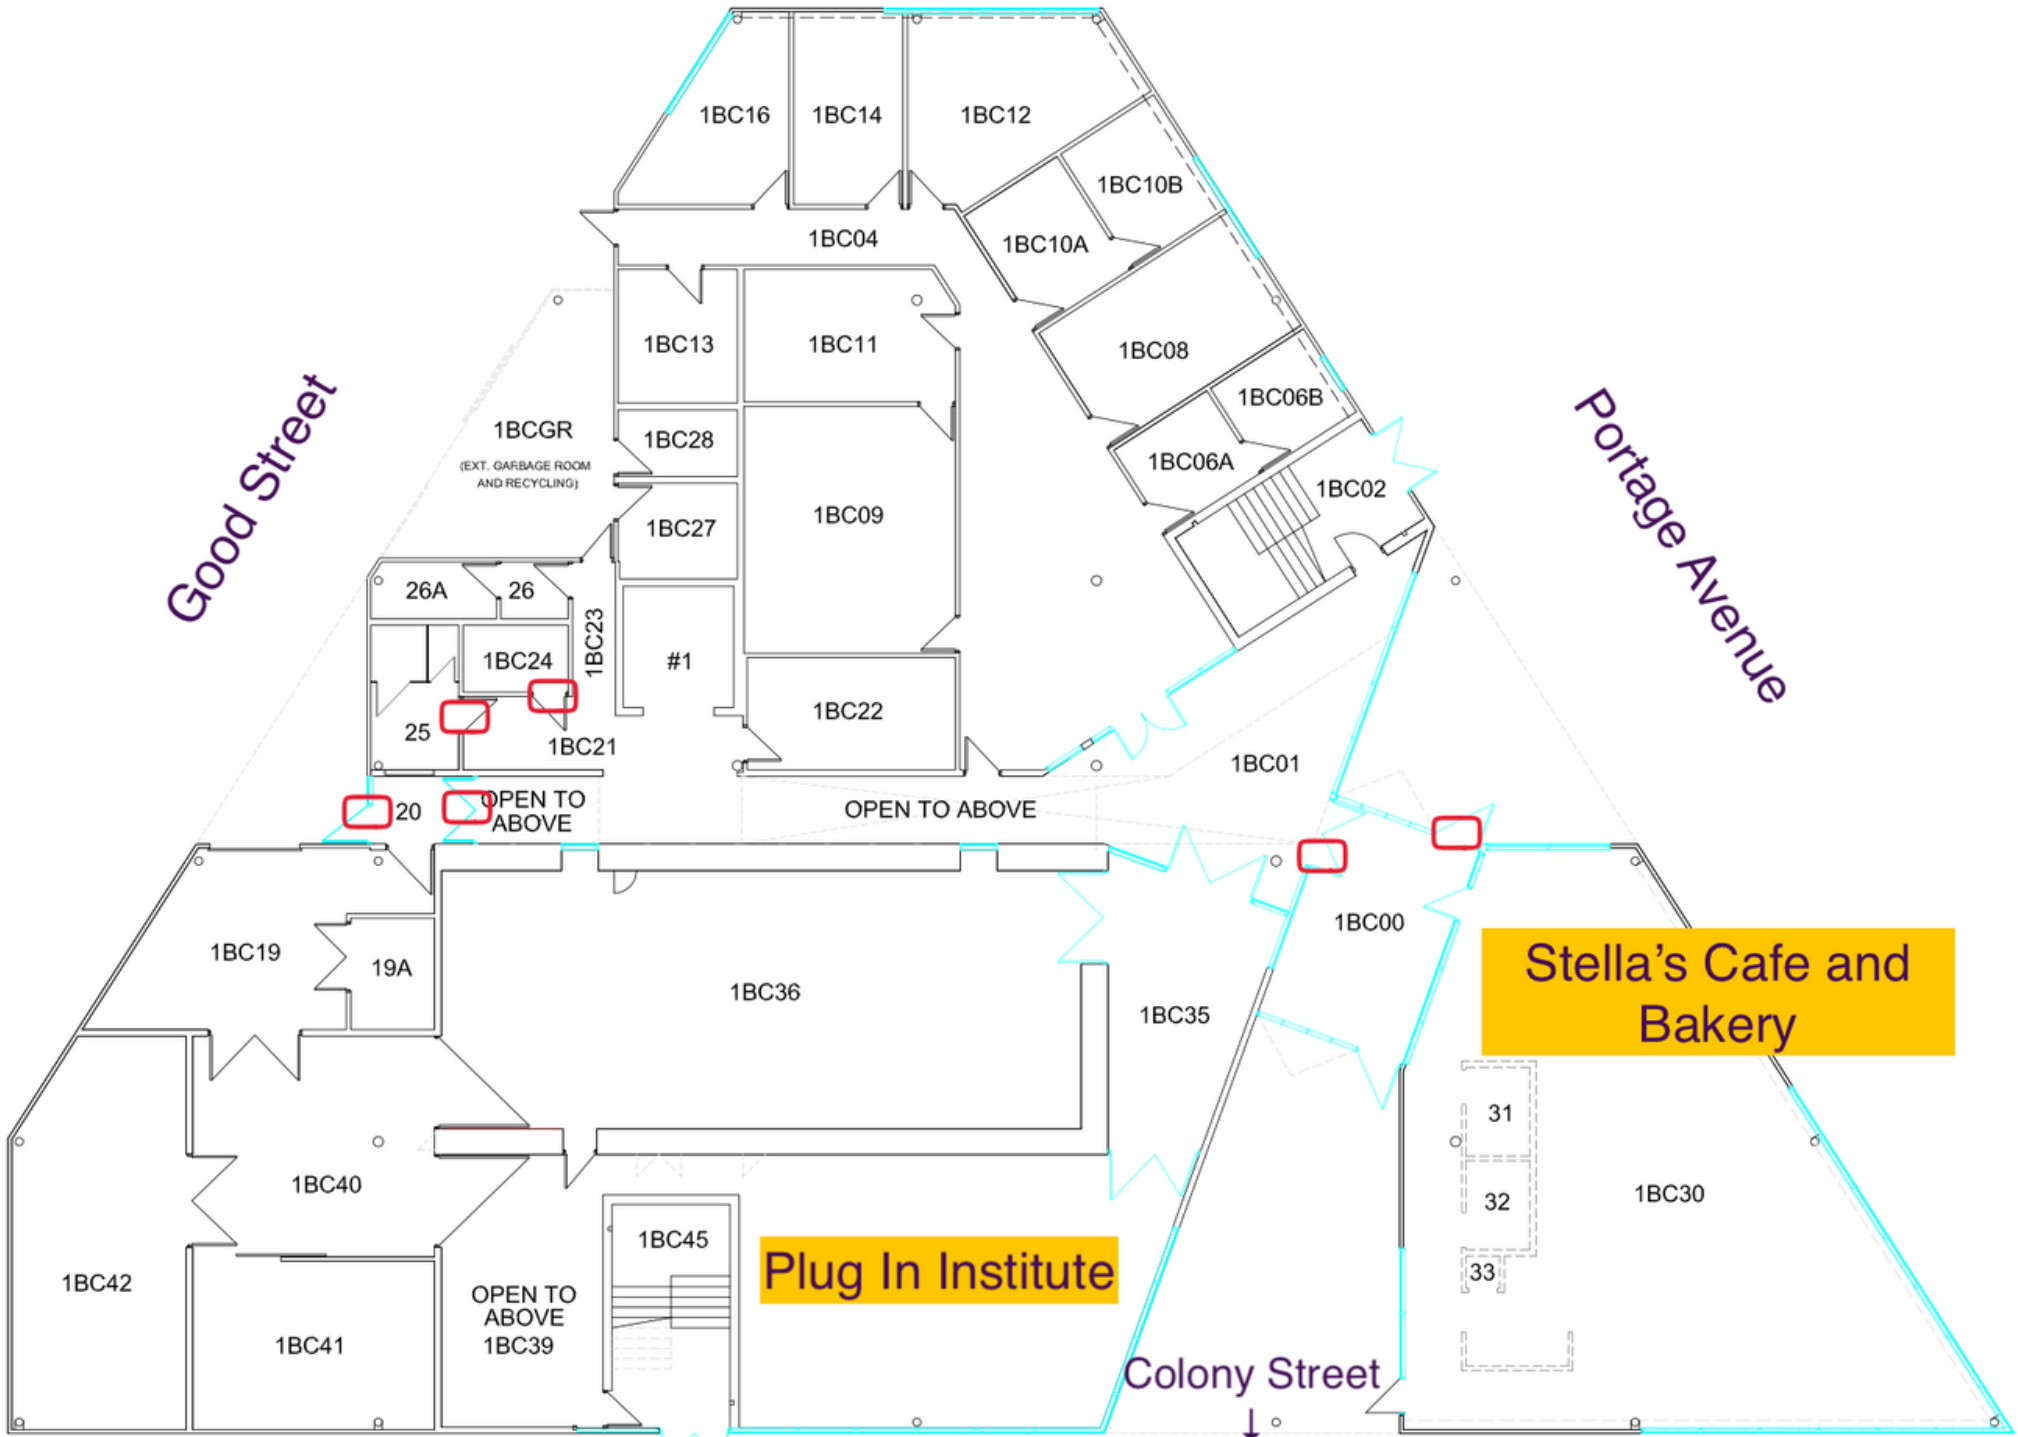 1BC16
1BC14
1BC12
1BC10B
1BC10A
1BC04
1BC13
1BC11
1BC08
1BC06B
1BC06A
1BC02
1BCGR
(EXT. GARBAGE ROOM
AND RECYCLING)
1BC28
1BC27
1BC09
Good Street
Portage Avenue
26A
26
1BC23
1BC24
#1
25
1BC21
1BC22
1BC01
20
OPEN TO
ABOVE
OPEN TO ABOVE
1BC19
19A
1BC36
1BC35
1BC00
Stella's Cafe and
Bakery
31
32
33
1BC30
1BC40
1BC42
1BC41
OPEN TO
ABOVE
1BC39
1BC45
Plug In Institute
Colony Street